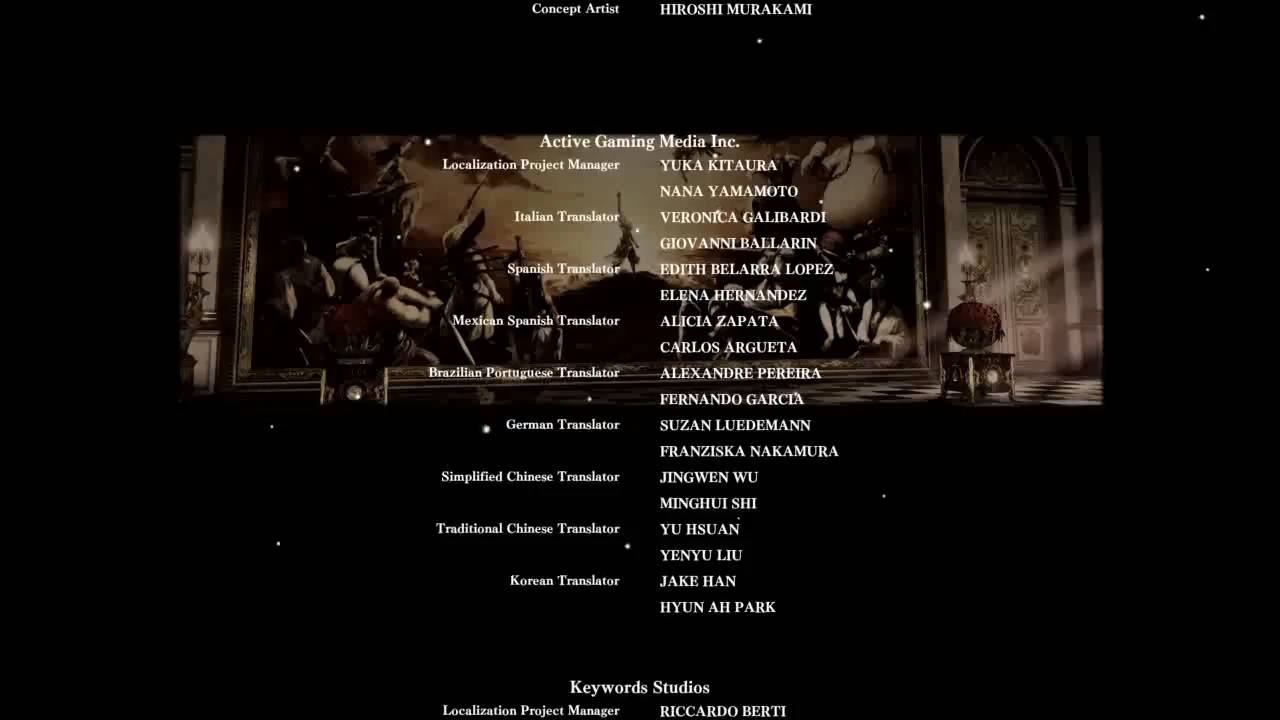 Concept Artist HIROSHI MURAKAMI
Active Gaming Media Inc.
Localization Project Manager YUKA KITAURA
NANA YAMAMOTO
Italian Translator VERONICA GALIBARDI
GIOVANNI BALLARIN
Spanish Translator EDITH BELARRA LOPEZ
ELENA HERNANDEZ
Mexican Spanish Translator ALICIA ZAPATA
CARLOS ARGUETA
Brazilian Portuguese Translator ALEXANDRE PEREIRA
FERNANDO GARCIA
German Translator SUZAN LUEDEMANN
FRANZISKA NAKAMURA
Simplified Chinese Translator JINGWEN WU
MINGHUI SHI
Traditional Chinese Translator YU HSUAN
YENYU LIU
Korean Translator JAKE HAN
HYUN AH PARK
Keywords Studios
Localization Project Manager RICCARDO BERTI